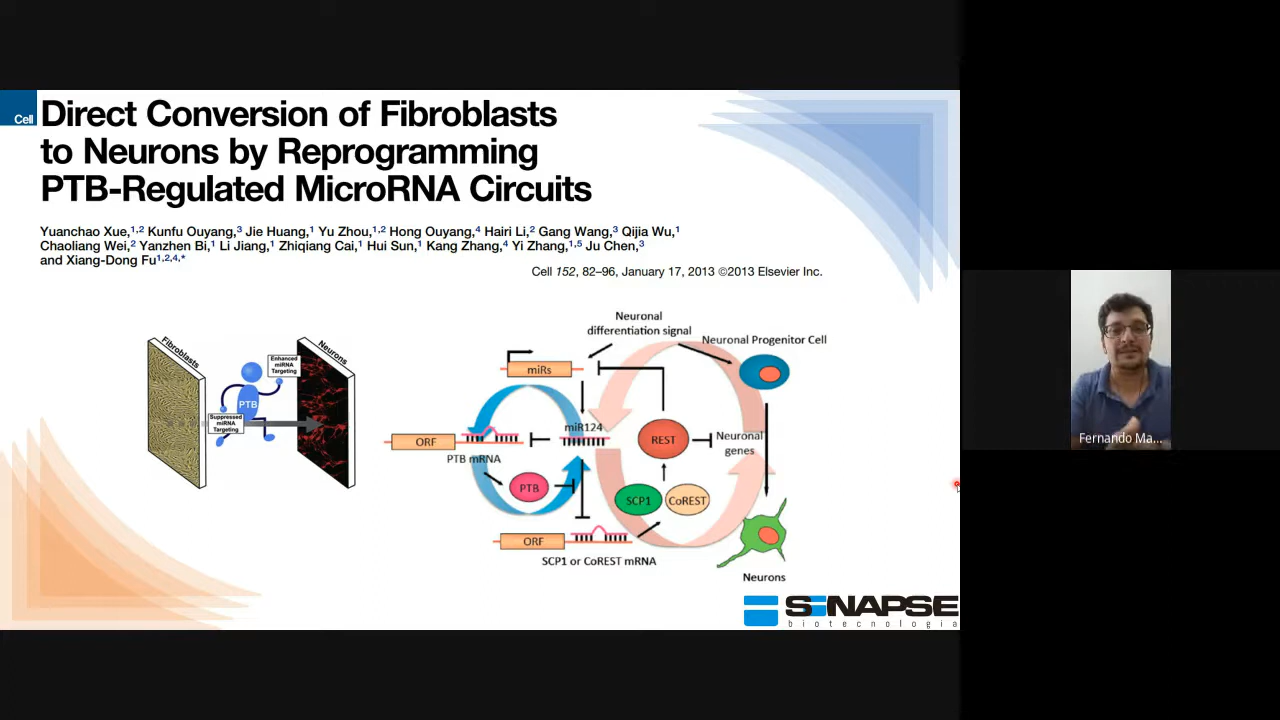 Cell
Direct Conversion of Fibroblasts
to Neurons by Reprogramming
PTB-Regulated MicroRNA Circuits
Yuanchao Xue,1,2 Kunfu Ouyang,3 Jie Huang,1 Yu Zhou,1,2 Hong Ouyang,4 Hairi Li,2 Gang Wang,3 Qijia Wu,1
Chaoliang Wei,2 Yanzhen Bi,1 Li Jiang,1 Zhiqiang Cai,1 Hui Sun,1 Kang Zhang,4 Yi Zhang,1,5 Ju Chen,3
and Xiang-Dong Fu1,2,4,*
Cell 152, 82–96, January 17, 2013 ©2013 Elsevier Inc.
Fibroblasts
Neurons
Enhanced
miRNA
Targeting
PTB
Suppressed
miRNA
Targeting
Neuronal
differentiation signal
Neuronal Progenitor Cell
miRs
miR124
ORF
PTB mRNA
REST
Neuronal
genes
PTB
SCP1
CoREST
ORF
SCP1 or CoREST mRNA
Neurons
SINAPSE
biotecnologia
Fernando Ma...